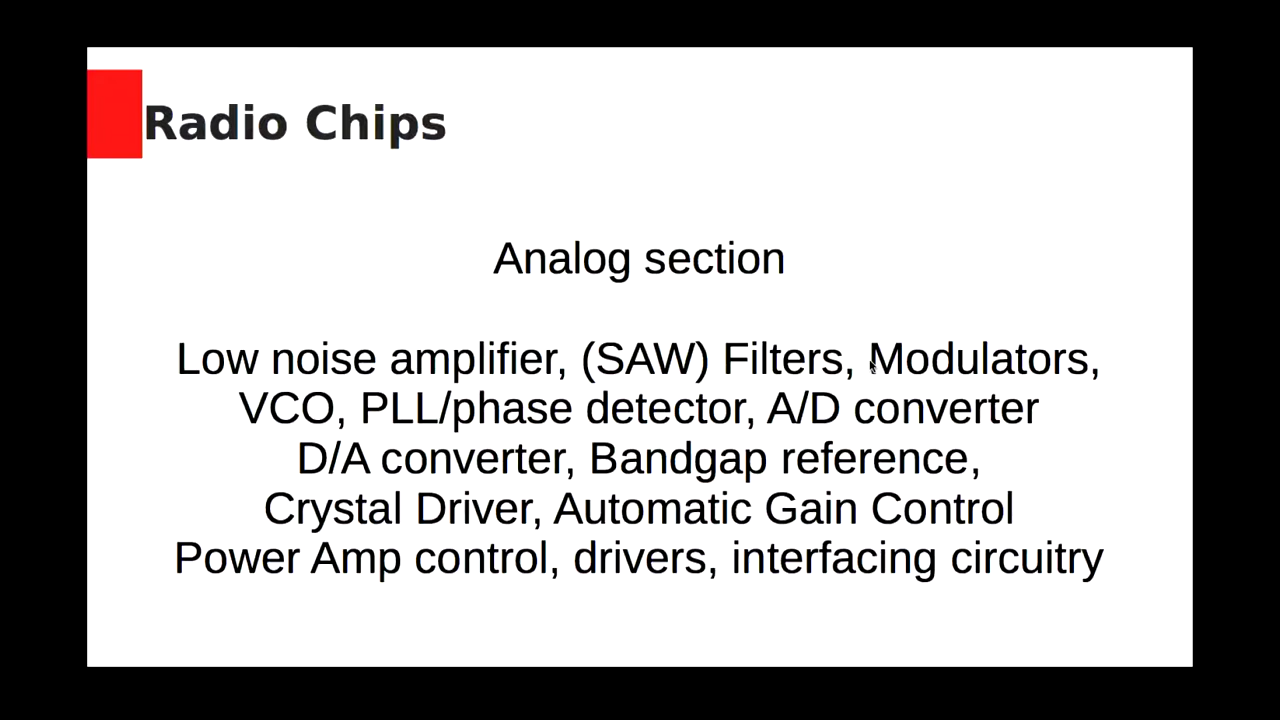 Radio Chips
Analog section
Low noise amplifier, (SAW) Filters, Modulators,
VCO, PLL/phase detector, A/D converter
D/A converter, Bandgap reference,
Crystal Driver, Automatic Gain Control
Power Amp control, drivers, interfacing circuitry